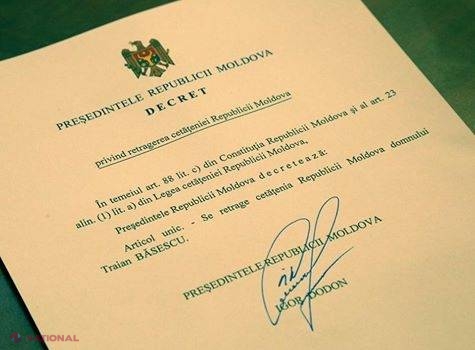 PREȘEDINTELE REPUBLICII MOLDOVA
DECRET
privind retragerea cetățeniei Republicii Moldova
În temeiul art. 88 lit. c) din Constituția Republicii Moldova și al art. 23
alin. (1) lit. a) din Legea cetățeniei Republicii Moldova,
Președintele Republicii Moldova decretează:
Articol unic. - Se retrage cetățenia Republicii Moldova domnului
Traian BĂSESCU.
PREȘEDINTELE REPUBLICII MOLDOVA
IGOR DODON
NAȚIONAL